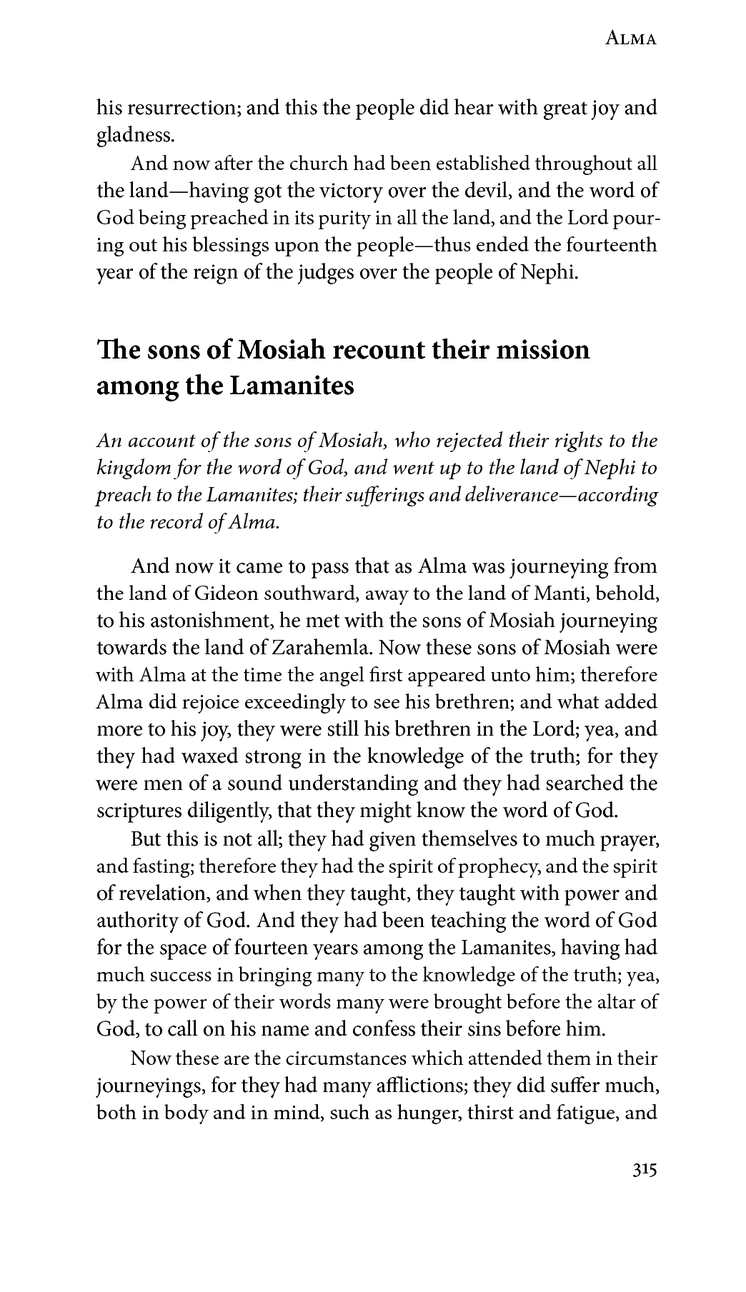 Alma
his resurrection; and this the people did hear with great joy and
gladness.
And now after the church had been established throughout all
the land—having got the victory over the devil, and the word of
God being preached in its purity in all the land, and the Lord pour-
ing out his blessings upon the people—thus ended the fourteenth
year of the reign of the judges over the people of Nephi.
The sons of Mosiah recount their mission
among the Lamanites
An account of the sons of Mosiah, who rejected their rights to the
kingdom for the word of God, and went up to the land of Nephi to
preach to the Lamanites; their sufferings and deliverance—according
to the record of Alma.
And now it came to pass that as Alma was journeying from
the land of Gideon southward, away to the land of Manti, behold,
to his astonishment, he met with the sons of Mosiah journeying
towards the land of Zarahemla. Now these sons of Mosiah were
with Alma at the time the angel first appeared unto him; therefore
Alma did rejoice exceedingly to see his brethren; and what added
more to his joy, they were still his brethren in the Lord; yea, and
they had waxed strong in the knowledge of the truth; for they
were men of a sound understanding and they had searched the
scriptures diligently, that they might know the word of God.
But this is not all; they had given themselves to much prayer,
and fasting; therefore they had the spirit of prophecy, and the spirit
of revelation, and when they taught, they taught with power and
authority of God. And they had been teaching the word of God
for the space of fourteen years among the Lamanites, having had
much success in bringing many to the knowledge of the truth; yea,
by the power of their words many were brought before the altar of
God, to call on his name and confess their sins before him.
Now these are the circumstances which attended them in their
journeyings, for they had many afflictions; they did suffer much,
both in body and in mind, such as hunger, thirst and fatigue, and
315